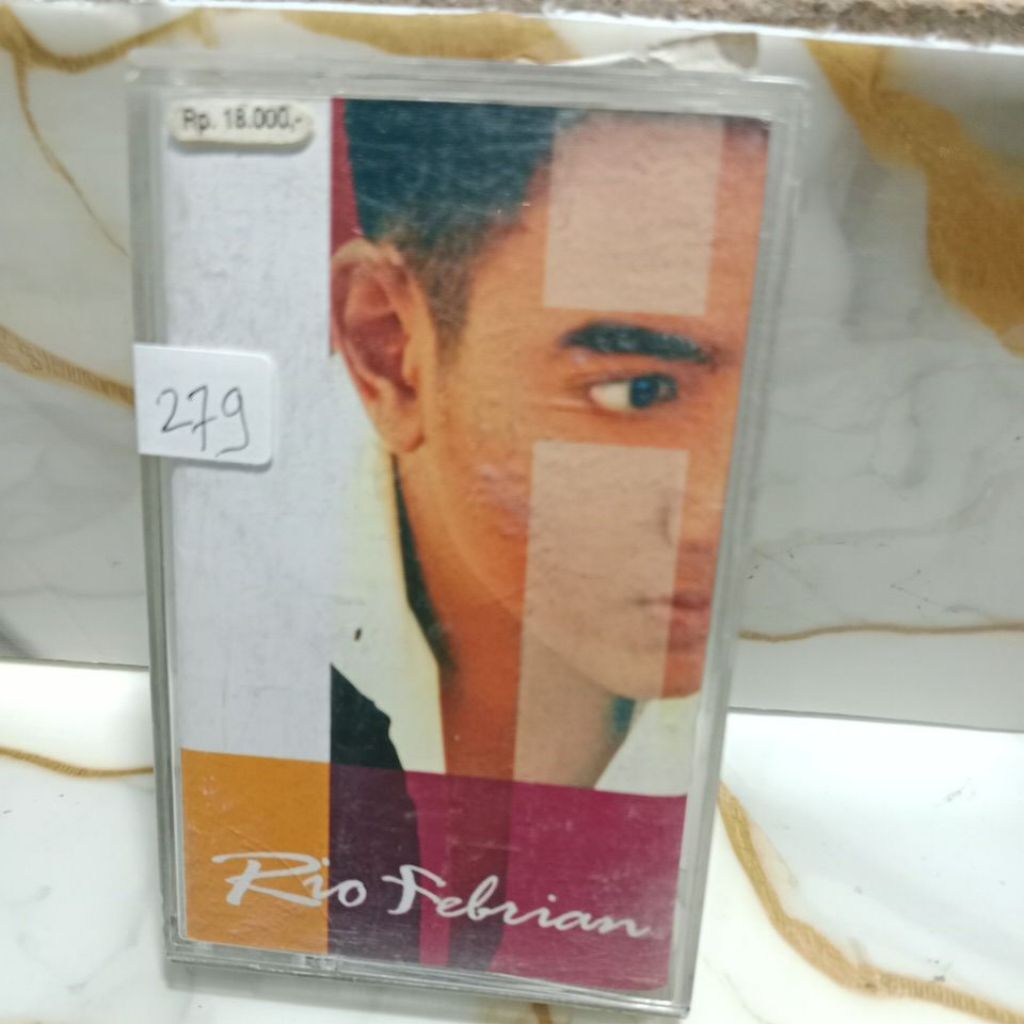 Rp. 18.000,-
279
Rio Febrian